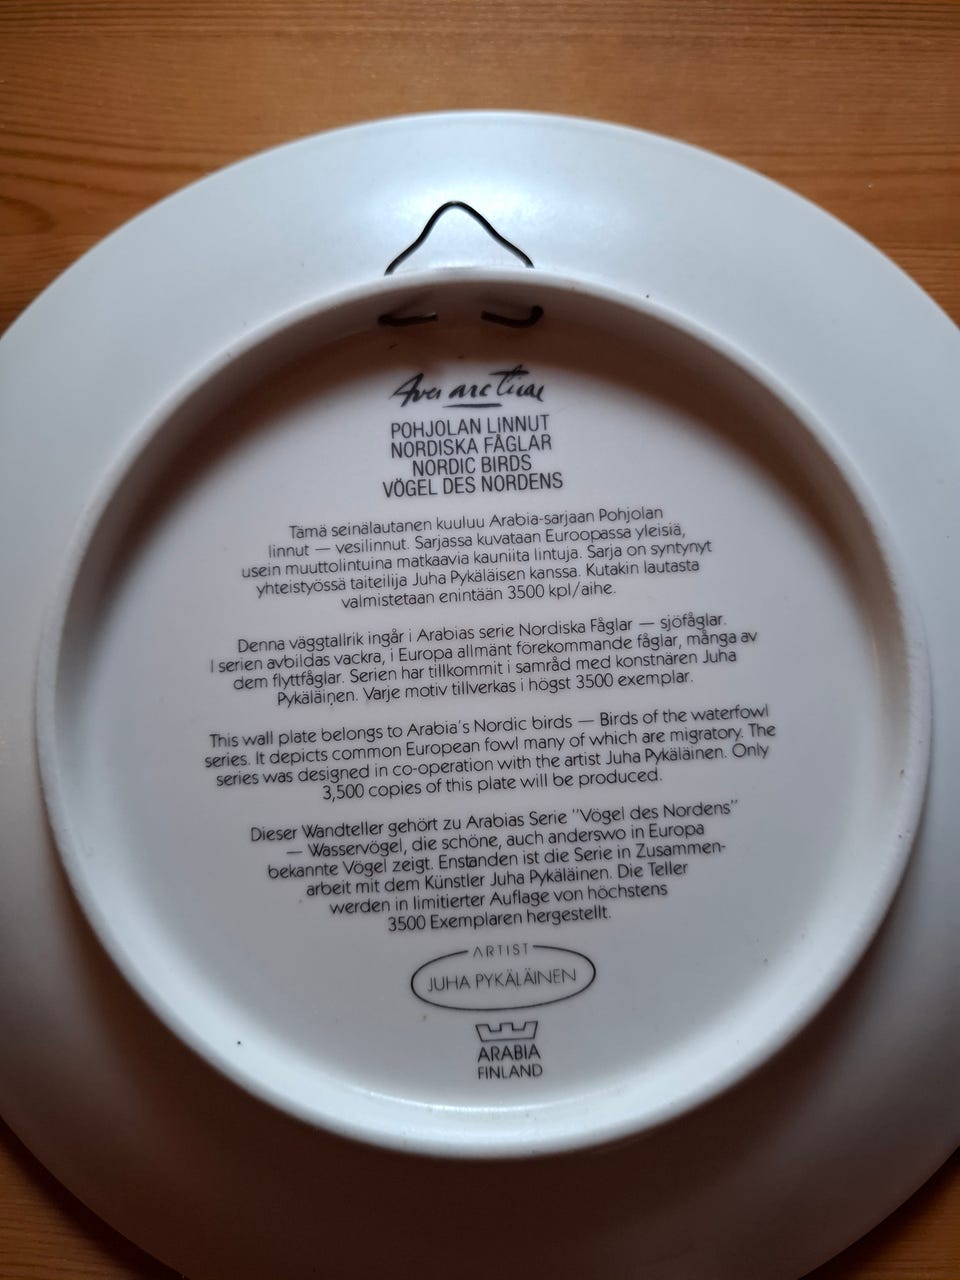 Aves arcticae
POHJOLAN LINNUT
NORDISKA FÅGLAR
NORDIC BIRDS
VÖGEL DES NORDENS
Tämä seinälautanen kuuluu Arabia-sarjaan Pohjolan
linnut — vesilinnut. Sarjassa kuvataan Euroopassa yleisiä,
usein muuttolintuina matkaavia kauniita lintuja. Sarja on syntynyt
yhteistyössä taiteilija Juha Pykäläisen kanssa. Kutakin lautasta
valmistetaan enintään 3500 kpl/aihe.
Denna väggtallrik ingår i Arabias serie Nordiska Fåglar — sjöfåglar.
I serien avbildas vackra, i Europa allmänt förekommande fåglar, många av
dem flyttfåglar. Serien har tillkommit i samråd med konstnären Juha
Pykäläinen. Varje motiv tillverkas i högst 3500 exemplar.
This wall plate belongs to Arabia's Nordic birds — Birds of the waterfowl
series. It depicts common European fowl many of which are migratory. The
series was designed in co-operation with the artist Juha Pykäläinen. Only
3,500 copies of this plate will be produced.
Dieser Wandteller gehört zu Arabias Serie "Vögel des Nordens"
— Wasservögel, die schöne, auch anderswo in Europa
bekannte Vögel zeigt. Enstanden ist die Serie in Zusammen-
arbeit mit dem Künstler Juha Pykäläinen. Die Teller
werden in limitierter Auflage von höchstens
3500 Exemplaren hergestellt.
ARTIST
JUHA PYKÄLÄINEN
ARABIA
FINLAND